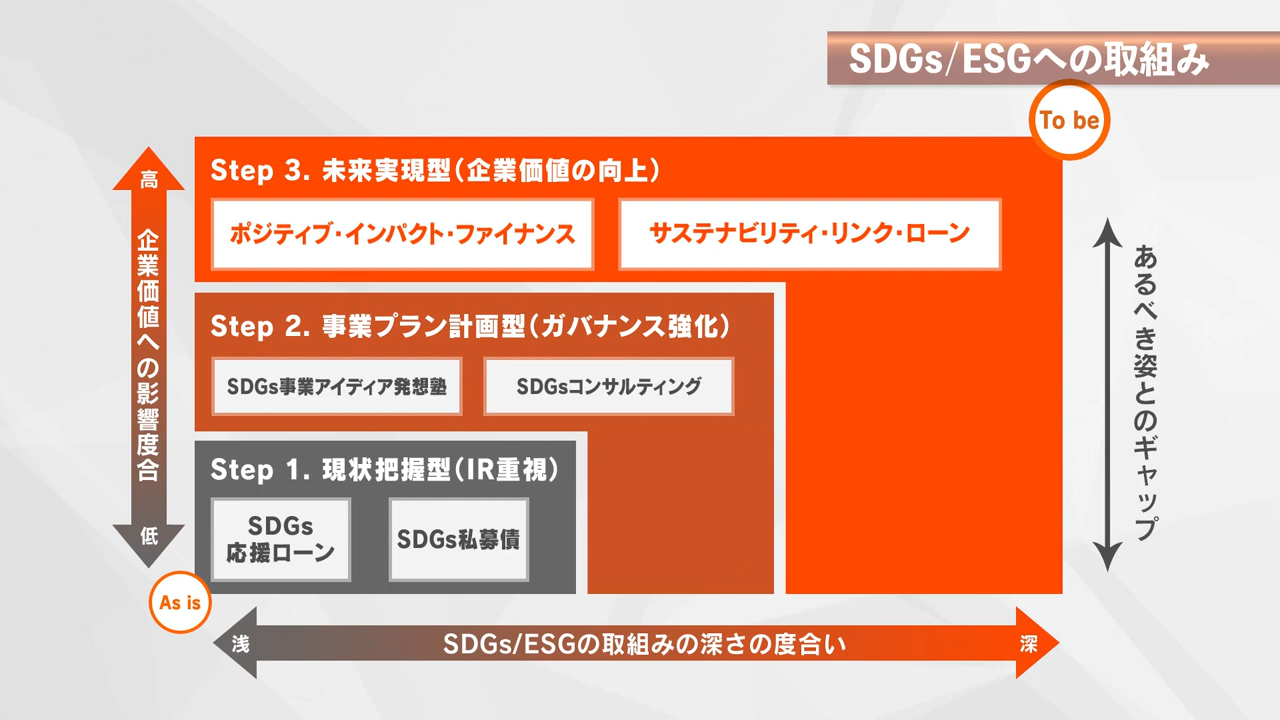 SDGs/ESGへの取組み
To be
高
企業価値への影響度合
低
Step 3. 未来実現型(企業価値の向上)
ポジティブ・インパクト・ファイナンス
サステナビリティ・リンク・ローン
Step 2. 事業プラン計画型(ガバナンス強化)
SDGs事業アイディア発想塾
SDGsコンサルティング
Step 1. 現状把握型(IR重視)
SDGs
応援ローン
SDGs私募債
あるべき姿とのギャップ
As is
浅
SDGs/ESGの取組みの深さの度合い
深